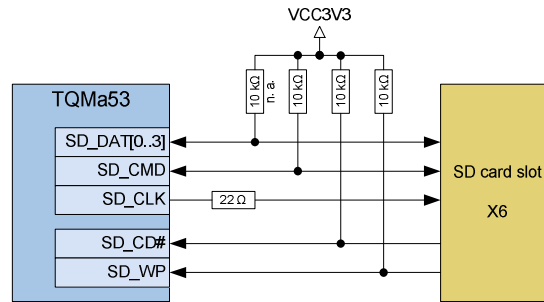 VCC3V3
TQMa53
10 kΩ
n. a.
10 kΩ
10 kΩ
10 kΩ
SD_DAT[0..3]
SD_CMD
SD_CLK
22 Ω
SD_CD#
SD_WP
SD card slot
X6